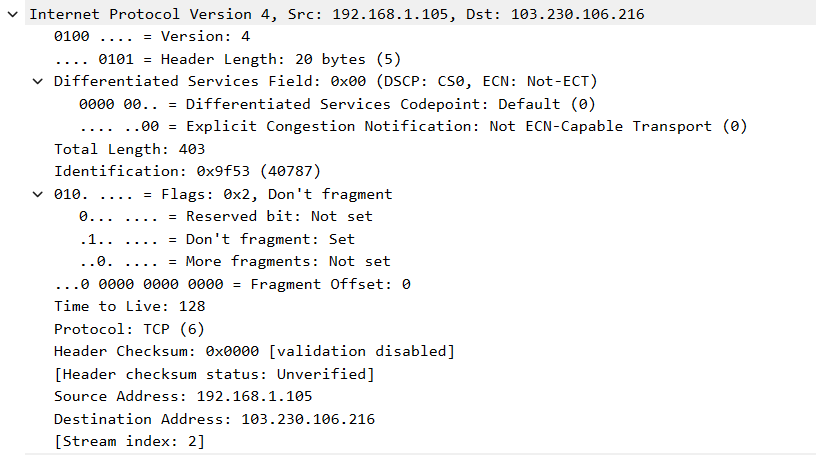 Internet Protocol Version 4, Src: 192.168.1.105, Dst: 103.230.106.216
0100 .... = Version: 4
.... 0101 = Header Length: 20 bytes (5)
Differentiated Services Field: 0x00 (DSCP: CS0, ECN: Not-ECT)
0000 00.. = Differentiated Services Codepoint: Default (0)
.... ..00 = Explicit Congestion Notification: Not ECN-Capable Transport (0)
Total Length: 403
Identification: 0x9f53 (40787)
010. .... = Flags: 0x2, Don't fragment
0... .... = Reserved bit: Not set
.1.. .... = Don't fragment: Set
..0. .... = More fragments: Not set
...0 0000 0000 0000 = Fragment Offset: 0
Time to Live: 128
Protocol: TCP (6)
Header Checksum: 0x0000 [validation disabled]
[Header checksum status: Unverified]
Source Address: 192.168.1.105
Destination Address: 103.230.106.216
[Stream index: 2]